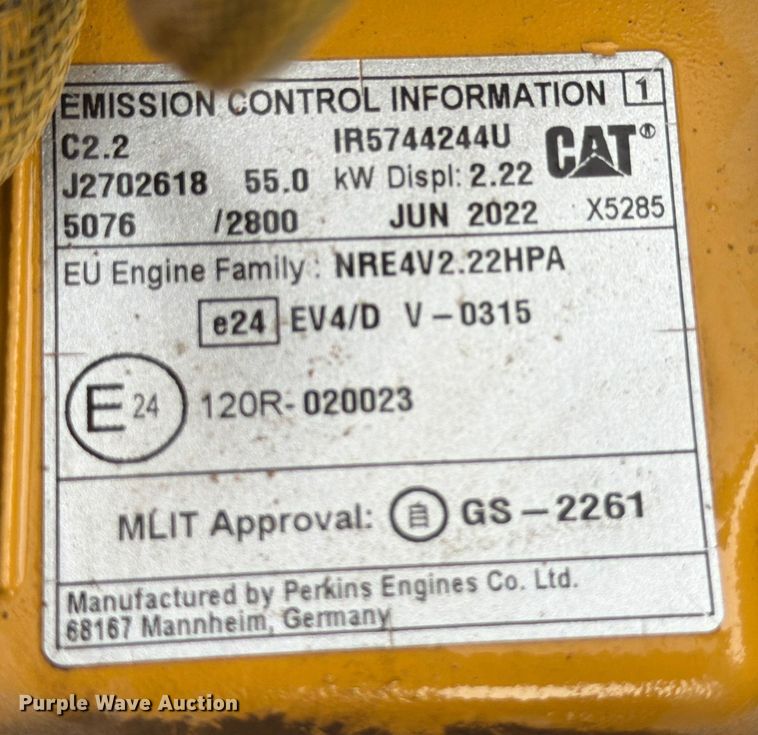 EMISSION CONTROL INFORMATION 1
C2.2 IR5744244U CAT®
J2702618 55.0 kW Displ: 2.22
5076 /2800 JUN 2022 X5285
EU Engine Family: NRE4V2.22HPA
e24 EV4/D V-0315
E 24 120R-020023
MLIT Approval: 自 GS-2261
Manufactured by Perkins Engines Co. Ltd.
68167 Mannheim, Germany
Purple Wave Auction